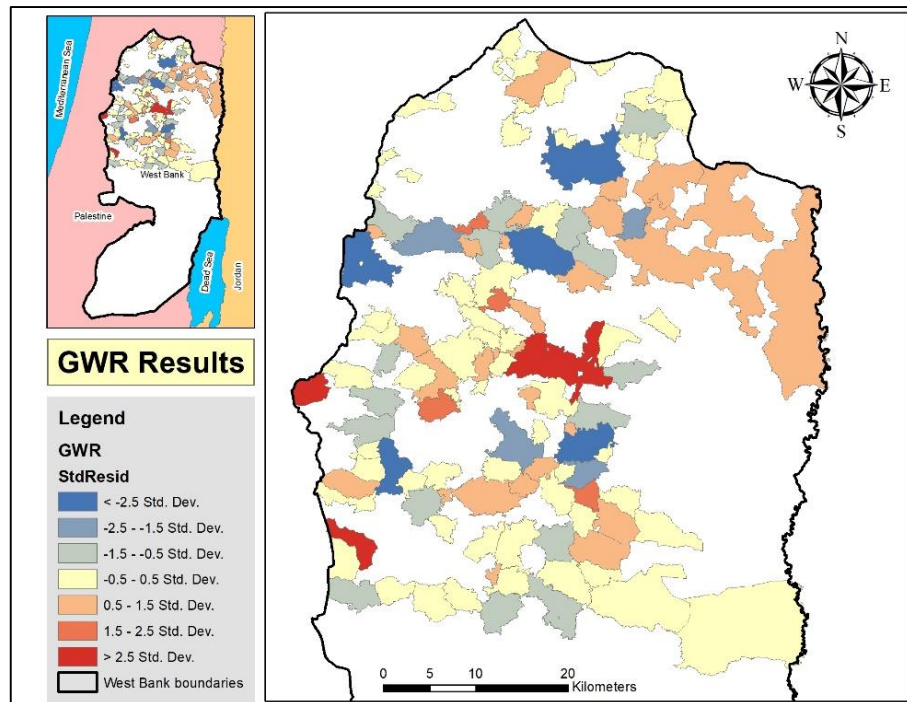 Mediterranean Sea
West Bank
Palestine
Dead Sea
Jordan
GWR Results
Legend
GWR
StdResid
< -2.5 Std. Dev.
-2.5 - -1.5 Std. Dev.
-1.5 - -0.5 Std. Dev.
-0.5 - 0.5 Std. Dev.
0.5 - 1.5 Std. Dev.
1.5 - 2.5 Std. Dev.
> 2.5 Std. Dev.
West Bank boundaries
N
W E
S
0 5 10 20
Kilometers